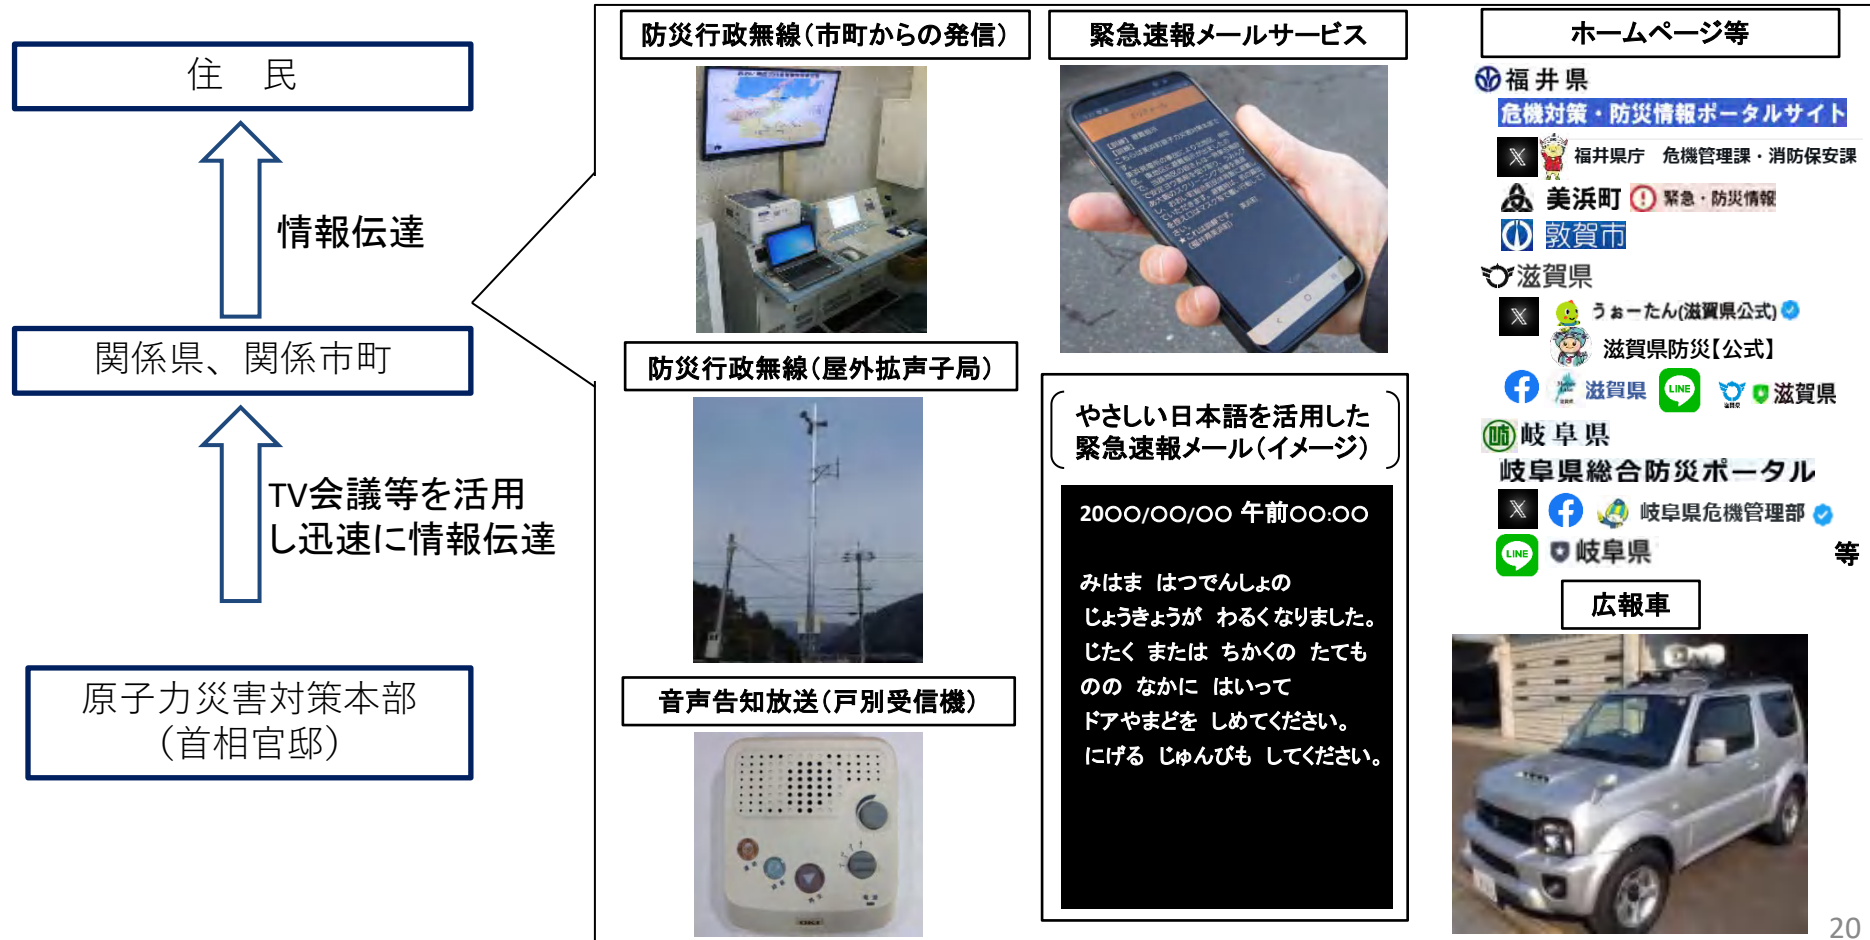 住　民
情報伝達
関係県、関係市町
TV会議等を活用
し迅速に情報伝達
原子力災害対策本部
（首相官邸）
防災行政無線（市町からの発信）
防災行政無線（屋外拡声子局）
音声告知放送（戸別受信機）
緊急速報メールサービス
やさしい日本語を活用した
緊急速報メール（イメージ）
20〇〇/〇〇/〇〇 午前〇〇:〇〇
みはま はつでんしょの
じょうきょうが わるくなりました。
じたく または ちかくの たても
のの なかに はいって
ドアやまどを しめてください。
にげる じゅんびも してください。
ホームページ等
福井県
危機対策・防災情報ポータルサイト
福井県庁　危機管理課・消防保安課
美浜町 緊急・防災情報
敦賀市
滋賀県
うぉーたん(滋賀県公式)
滋賀県防災【公式】
滋賀県 LINE 滋賀県
岐阜県
岐阜県総合防災ポータル
岐阜県危機管理部
LINE 岐阜県
等
広報車
20